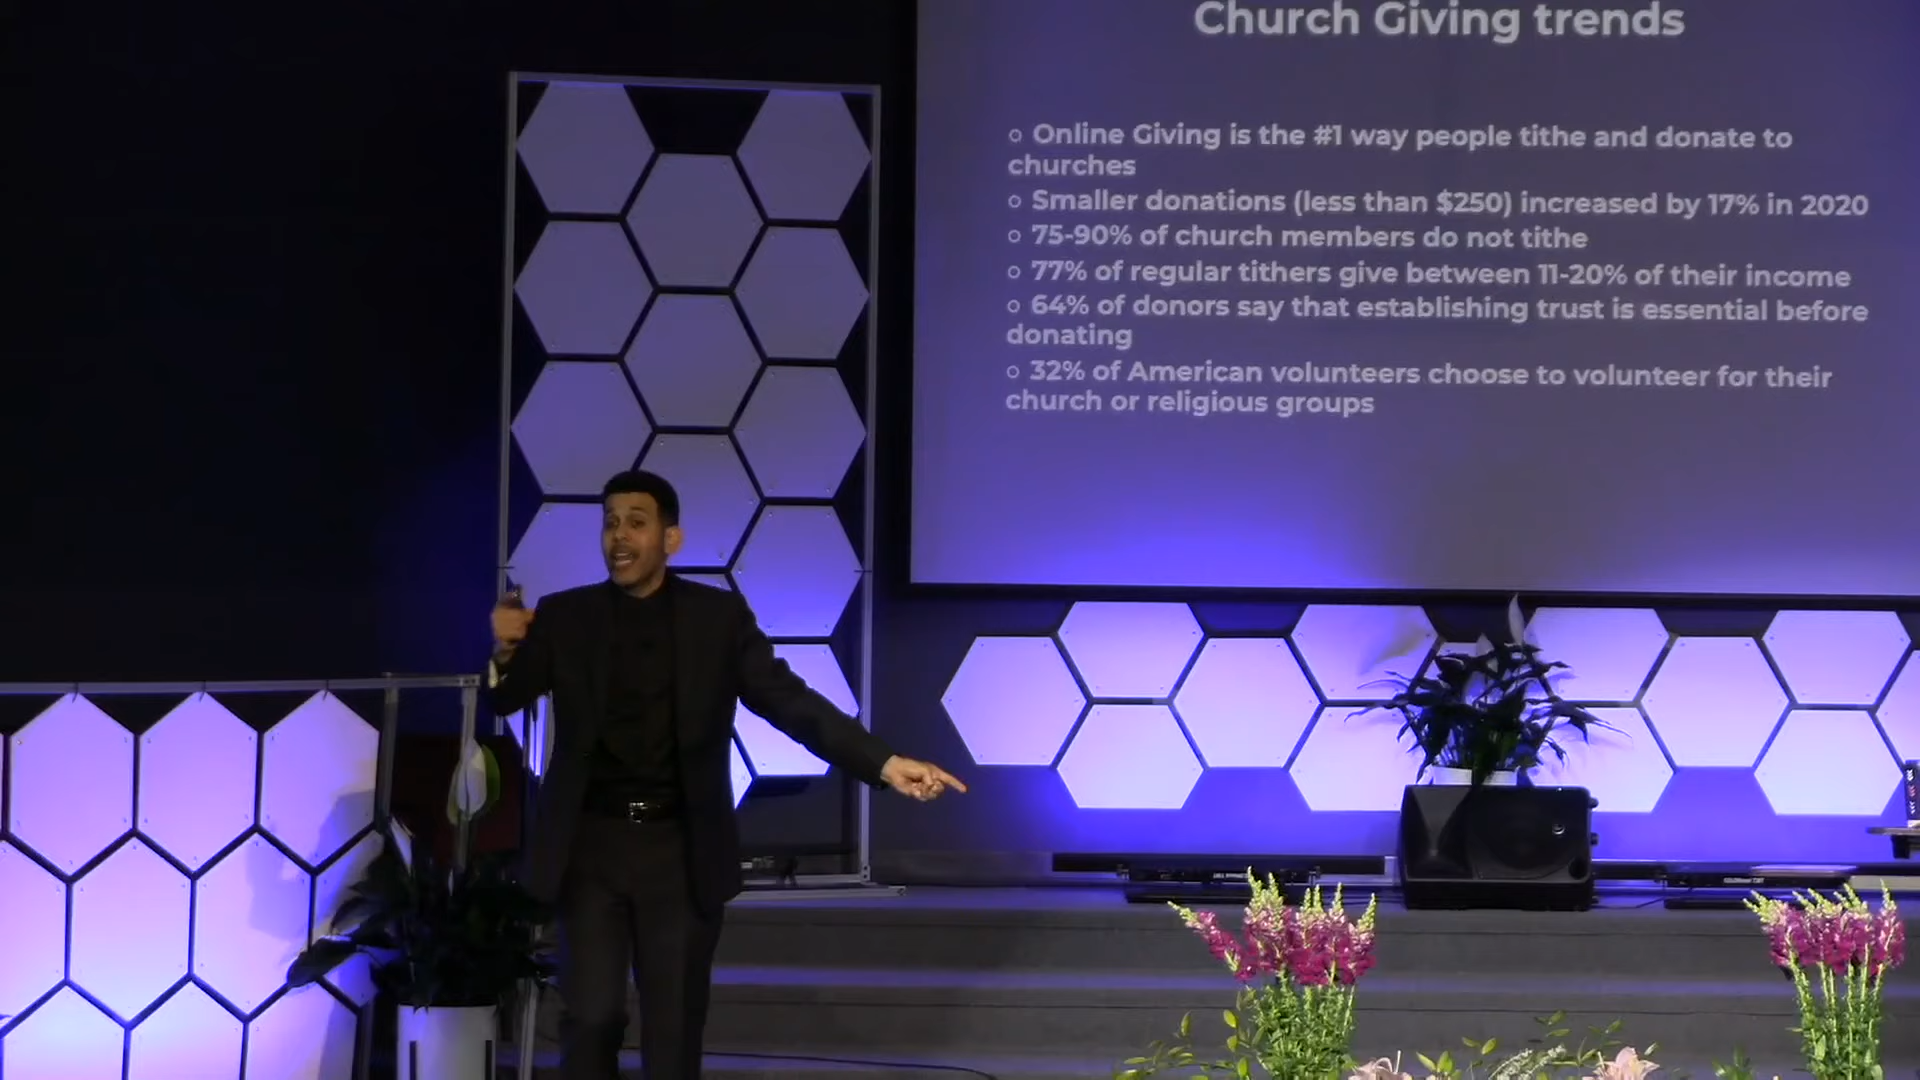 Church Giving trends
○ Online Giving is the #1 way people tithe and donate to
churches
○ Smaller donations (less than $250) increased by 17% in 2020
○ 75-90% of church members do not tithe
○ 77% of regular tithers give between 11-20% of their income
○ 64% of donors say that establishing trust is essential before
donating
○ 32% of American volunteers choose to volunteer for their
church or religious groups